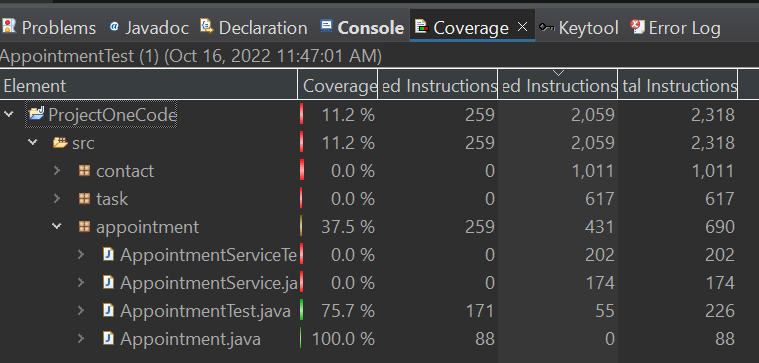 Problems Javadoc Declaration Console Coverage Keytool Error Log
AppointmentTest (1) (Oct 16, 2022 11:47:01 AM)
Element Coverage ed Instructions ed Instructions tal Instructions
ProjectOneCode 11.2 % 259 2,059 2,318
src 11.2 % 259 2,059 2,318
contact 0.0 % 0 1,011 1,011
task 0.0 % 0 617 617
appointment 37.5 % 259 431 690
AppointmentServiceTe 0.0 % 0 202 202
AppointmentService.ja 0.0 % 0 174 174
AppointmentTest.java 75.7 % 171 55 226
Appointment.java 100.0 % 88 0 88